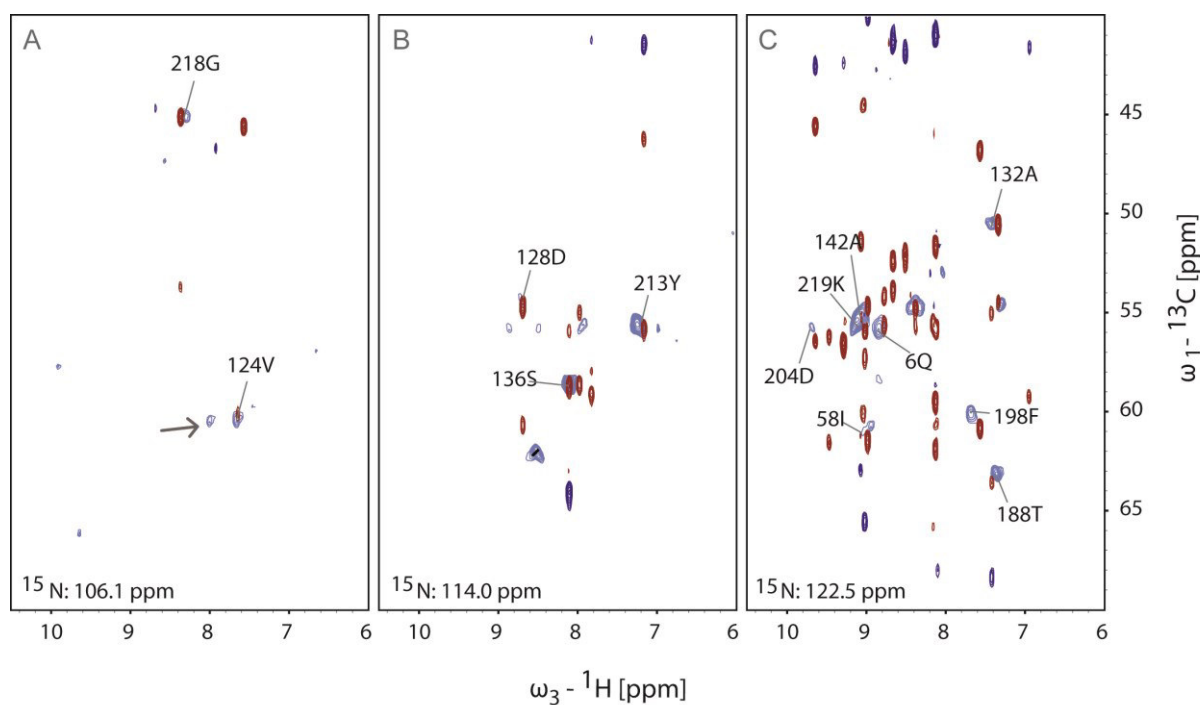 A
B
C
218G
124V
128D
213Y
136S
132A
142A
219K
6Q
204D
58I
198F
188T
¹⁵N: 106.1 ppm
¹⁵N: 114.0 ppm
¹⁵N: 122.5 ppm
45
50
55
60
65
10 9 8 7 6
10 9 8 7 6
10 9 8 7 6
ω₁ - ¹³C [ppm]
ω₃ - ¹H [ppm]